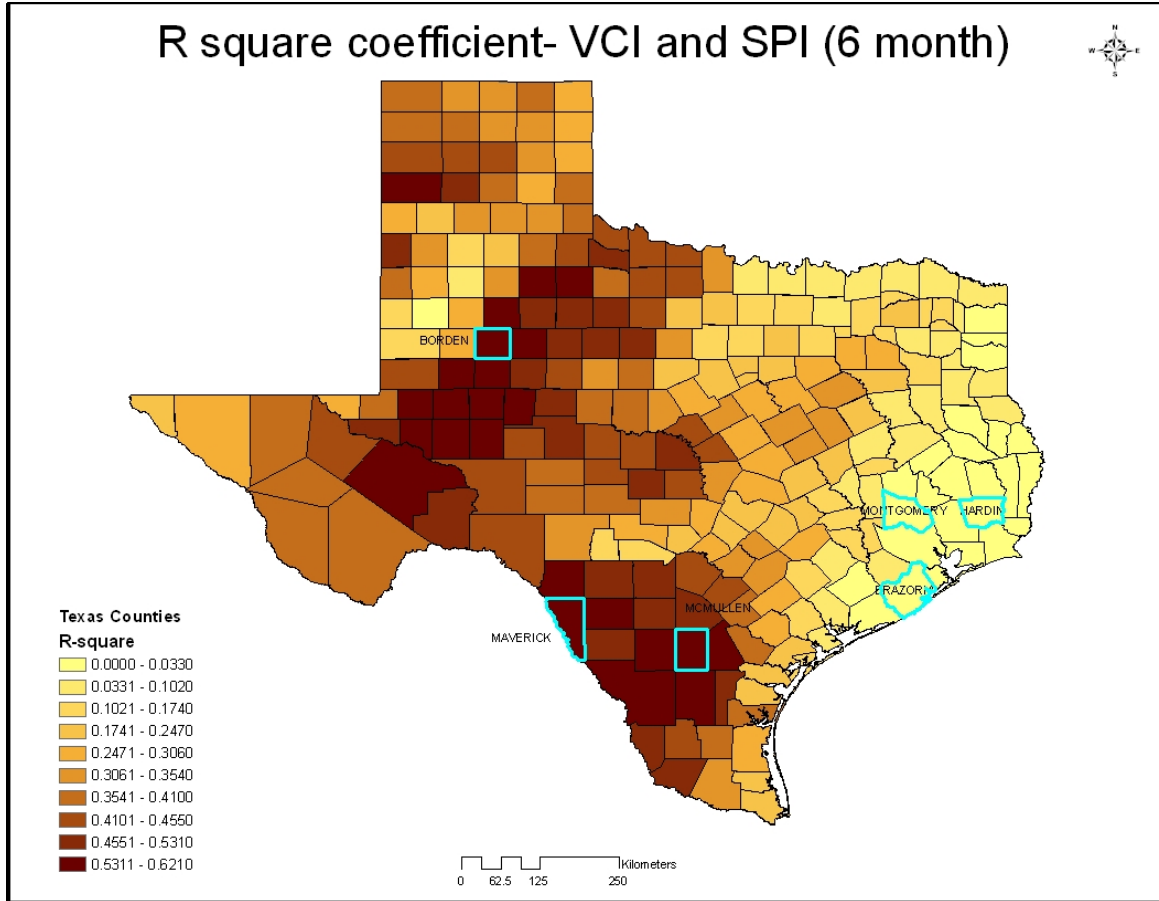 R square coefficient- VCI and SPI (6 month)
N
W
E
S
BORDEN
MONTGOMERY
HARDIN
BRAZORIA
MCMULLEN
MAVERICK
Texas Counties
R-square
0.0000 - 0.0330
0.0331 - 0.1020
0.1021 - 0.1740
0.1741 - 0.2470
0.2471 - 0.3060
0.3061 - 0.3540
0.3541 - 0.4100
0.4101 - 0.4550
0.4551 - 0.5310
0.5311 - 0.6210
Kilometers
0 62.5 125 250